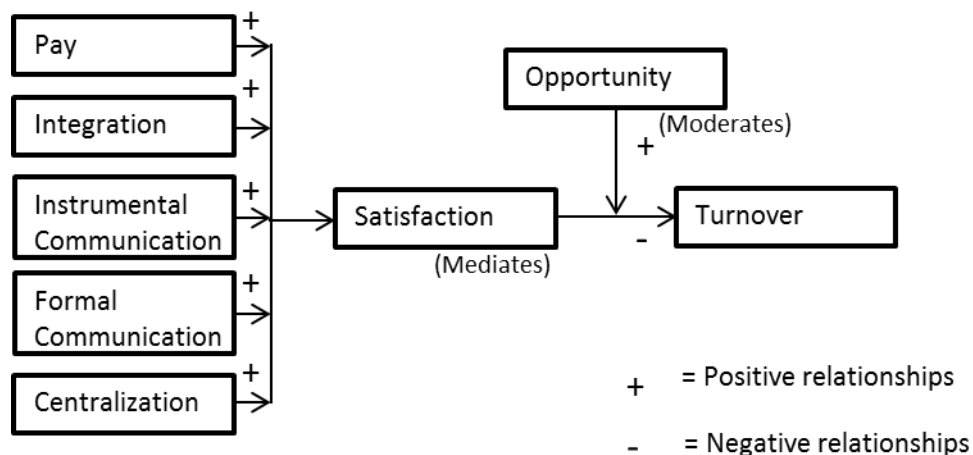 Pay
+
Integration
+
Instrumental
Communication
+
Formal
Communication
+
Centralization
+
Satisfaction
(Mediates)
Opportunity
(Moderates)
+
-
Turnover
+ = Positive relationships
- = Negative relationships